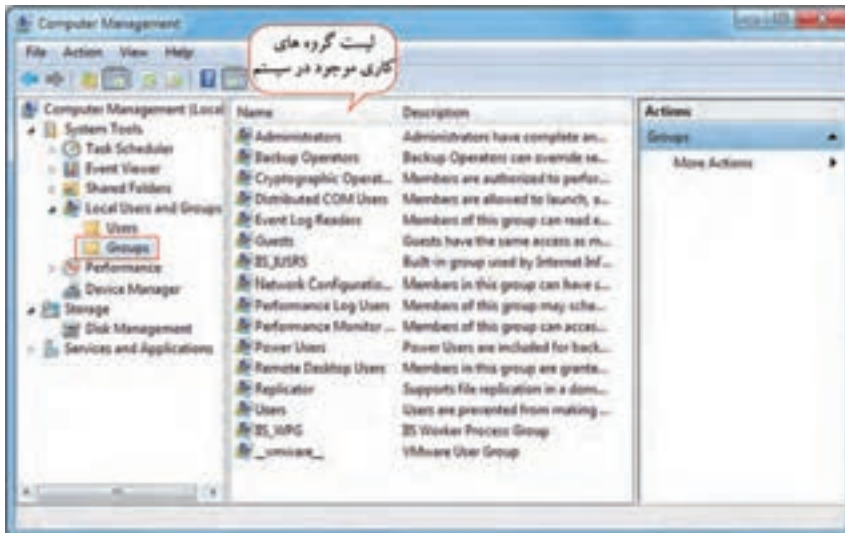 Computer Management
لیست گروه های
کاری موجود در سیستم
File Action View Help
Computer Management (Local
System Tools
Task Scheduler
Event Viewer
Shared Folders
Local Users and Groups
Users
Groups
Performance
Device Manager
Storage
Disk Management
Services and Applications
Name Description
Administrators Administrators have complete an...
Backup Operators Backup Operators can override se...
Cryptographic Operat... Members are authorized to perfor...
Distributed COM Users Members are allowed to launch, a...
Event Log Readers Members of this group can read e...
Guests Guests have the same access as m...
IIS_IUSRS Built-in group used by Internet Inf...
Network Configuratio... Members in this group can have s...
Performance Log Users Members of this group may sche...
Performance Monitor ... Members of this group can acces...
Power Users Power Users are included for back...
Remote Desktop Users Members in this group are grante...
Replicator Supports file replication in a dom...
Users Users are prevented from making ...
IIS_WPG IIS Worker Process Group
__vmware__ VMware User Group
Actions
Groups
More Actions